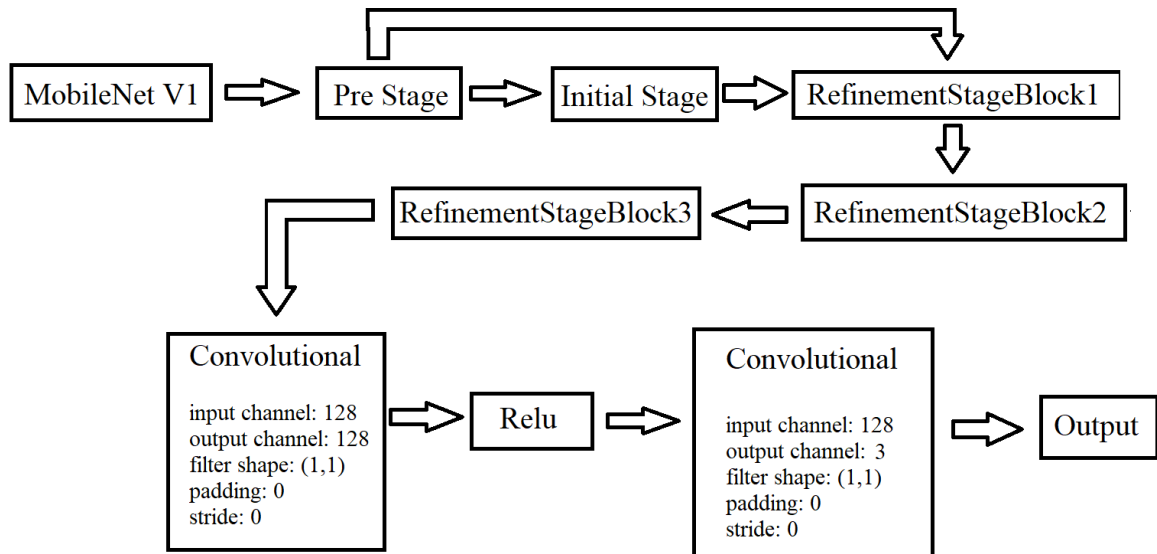 MobileNet V1
Pre Stage
Initial Stage
RefinementStageBlock1
RefinementStageBlock2
RefinementStageBlock3
Convolutional
input channel: 128
output channel: 128
filter shape: (1,1)
padding: 0
stride: 0
Relu
Convolutional
input channel: 128
output channel: 3
filter shape: (1,1)
padding: 0
stride: 0
Output